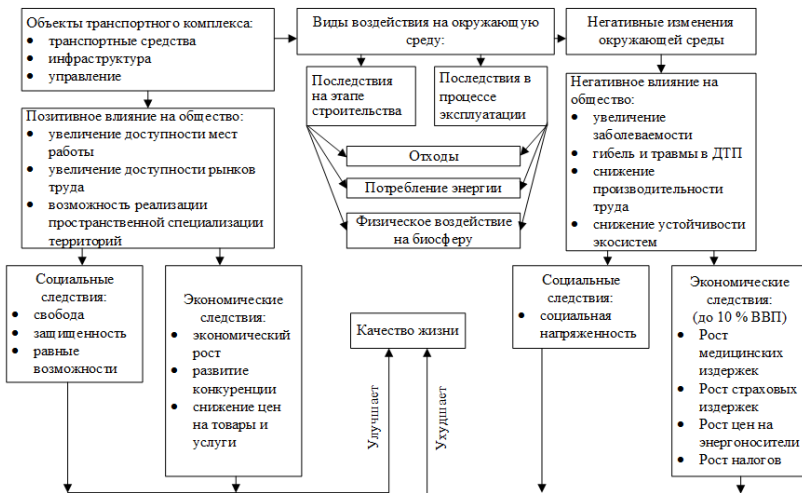 Объекты транспортного комплекса:
• транспортные средства
• инфраструктура
• управление
Виды воздействия на окружающую
среду:
Негативные изменения
окружающей среды
Последствия
на этапе
строительства
Последствия в
процессе
эксплуатации
Отходы
Потребление энергии
Физическое воздействие
на биосферу
Позитивное влияние на общество:
• увеличение доступности мест
работы
• увеличение доступности рынков
труда
• возможность реализации
пространственной специализации
территорий
Негативное влияние на
общество:
• увеличение
заболеваемости
• гибель и травмы в ДТП
• снижение
производительности
труда
• снижение устойчивости
экосистем
Социальные
следствия:
• свобода
• защищенность
• равные
возможности
Экономические
следствия:
• экономический
рост
• развитие
конкуренции
• снижение цен
на товары и
услуги
Качество жизни
Улучшает
Ухудшает
Социальные
следствия:
• социальная
напряженность
Экономические
следствия:
(до 10 % ВВП)
• Рост
медицинских
издержек
• Рост страховых
издержек
• Рост цен на
энергоносители
• Рост налогов